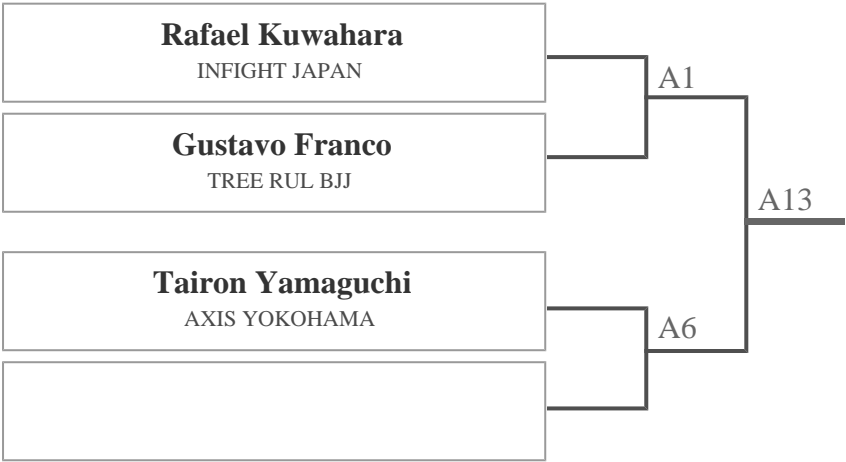 Rafael Kuwahara
INFIGHT JAPAN
A1
Gustavo Franco
TREE RUL BJJ
A13
Tairon Yamaguchi
AXIS YOKOHAMA
A6